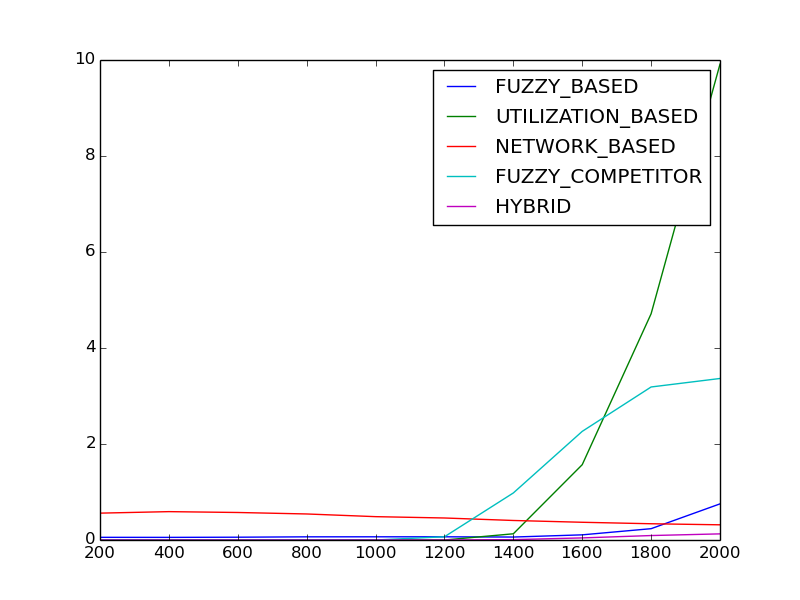 10
8
6
4
2
0
FUZZY_BASED
UTILIZATION_BASED
NETWORK_BASED
FUZZY_COMPETITOR
HYBRID
200 400 600 800 1000 1200 1400 1600 1800 2000